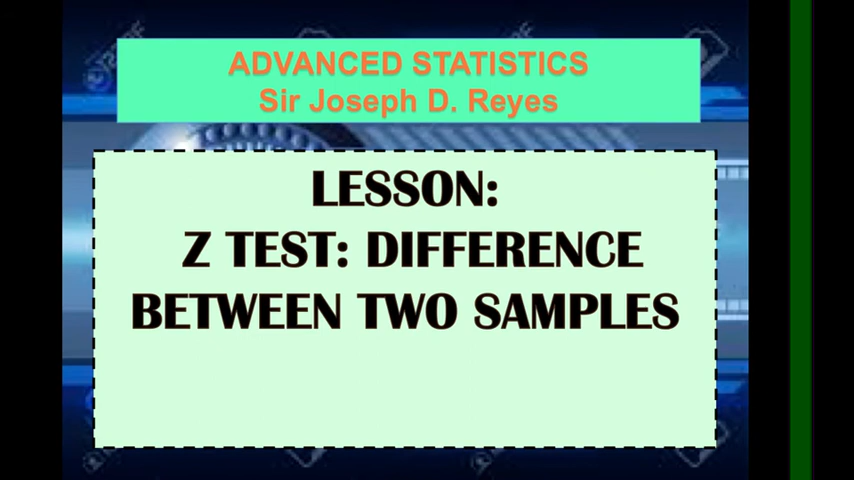 ADVANCED STATISTICS
Sir Joseph D. Reyes
LESSON:
Z TEST: DIFFERENCE
BETWEEN TWO SAMPLES